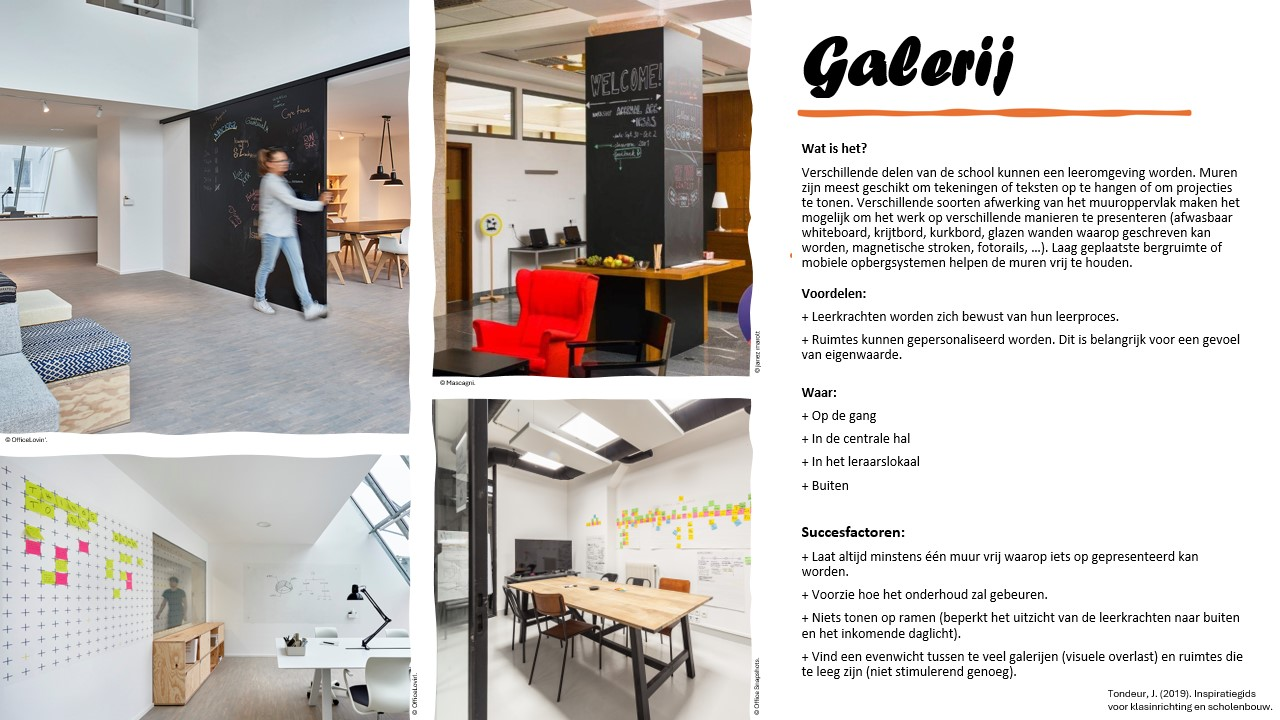 Galerij
Wat is het?
Verschillende delen van de school kunnen een leeromgeving worden. Muren
zijn meest geschikt om tekeningen of teksten op te hangen of om projecties
te tonen. Verschillende soorten afwerking van het muuroppervlak maken het
mogelijk om het werk op verschillende manieren te presenteren (afwasbaar
whiteboard, krijtbord, kurkbord, glazen wanden waarop geschreven kan
worden, magnetische stroken, fotorails, ...). Laag geplaatste bergruimte of
mobiele opbergsystemen helpen de muren vrij te houden.
Voordelen:
+ Leerkrachten worden zich bewust van hun leerproces.
+ Ruimtes kunnen gepersonaliseerd worden. Dit is belangrijk voor een gevoel
van eigenwaarde.
Waar:
+ Op de gang
+ In de centrale hal
+ In het leraarslokaal
+ Buiten
Succesfactoren:
+ Laat altijd minstens één muur vrij waarop iets op gepresenteerd kan
worden.
+ Voorzie hoe het onderhoud zal gebeuren.
+ Niets tonen op ramen (beperkt het uitzicht van de leerkrachten naar buiten
en het inkomende daglicht).
+ Vind een evenwicht tussen te veel galerijen (visuele overlast) en ruimtes die
te leeg zijn (niet stimulerend genoeg).
Tondeur, J. (2019). Inspiratiegids
voor klasinrichting en scholenbouw.
WELCOME!
© OfficeLovin'.
© Mascagni.
© janez marolt
© OfficeLovin'.
© Office Snapshots.